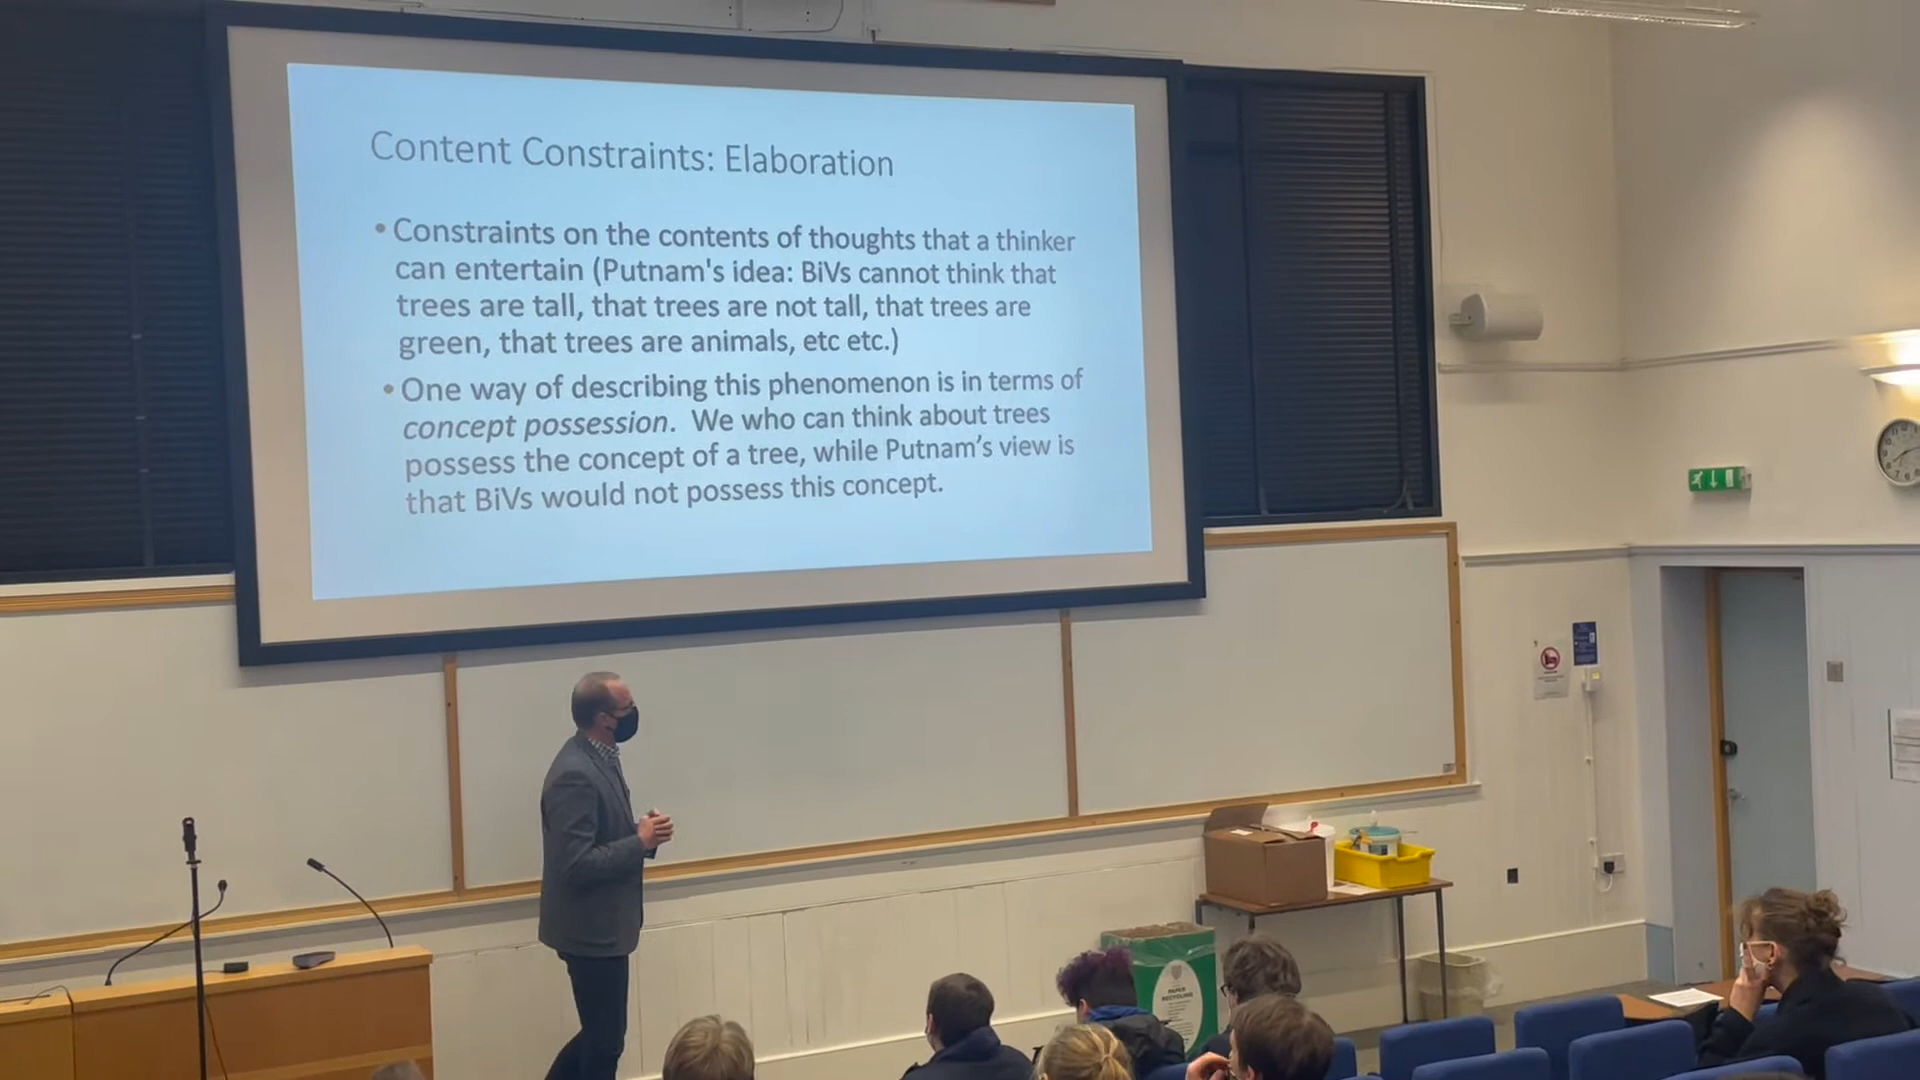 Content Constraints: Elaboration
• Constraints on the contents of thoughts that a thinker
can entertain (Putnam's idea: BiVs cannot think that
trees are tall, that trees are not tall, that trees are
green, that trees are animals, etc etc.)
• One way of describing this phenomenon is in terms of
concept possession. We who can think about trees
possess the concept of a tree, while Putnam's view is
that BiVs would not possess this concept.
PAPER
RECYCLING